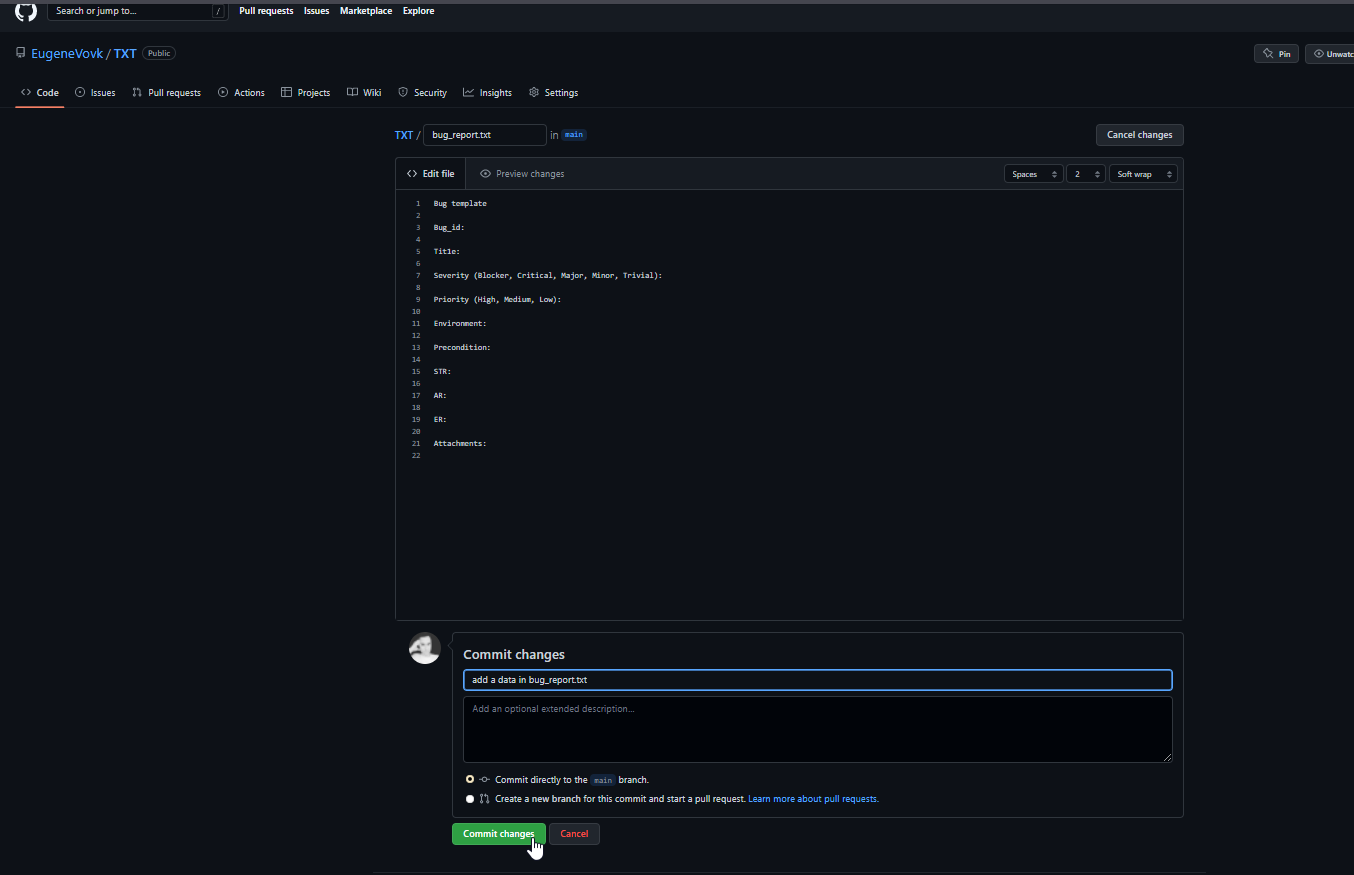 Search or jump to... /
Pull requests Issues Marketplace Explore
EugeneVovk / TXT Public
Pin Unwatc
Code Issues Pull requests Actions Projects Wiki Security Insights Settings
TXT / bug_report.txt in main
Cancel changes
Edit file Preview changes
Spaces 2 Soft wrap
1 Bug template
2
3 Bug_id:
4
5 Title:
6
7 Severity (Blocker, Critical, Major, Minor, Trivial):
8
9 Priority (High, Medium, Low):
10
11 Environment:
12
13 Precondition:
14
15 STR:
16
17 AR:
18
19 ER:
20
21 Attachments:
22
Commit changes
add a data in bug_report.txt
Add an optional extended description...
Commit directly to the main branch.
Create a new branch for this commit and start a pull request. Learn more about pull requests.
Commit changes Cancel